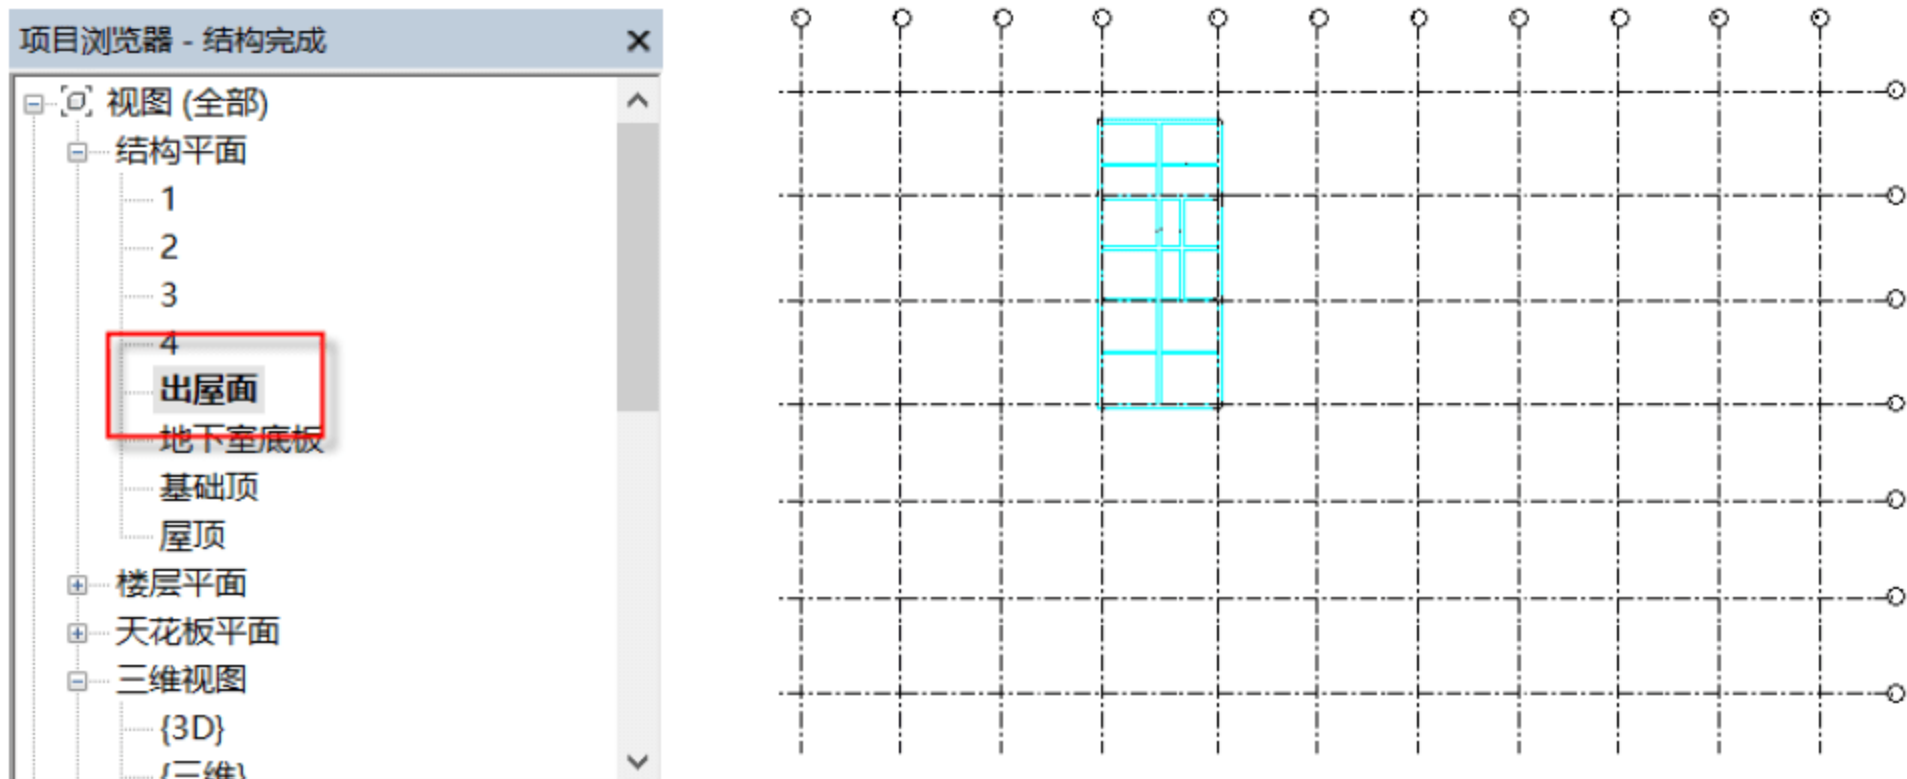 项目浏览器 - 结构完成
视图 (全部)
结构平面
1
2
3
4
出屋面
地下室底板
基础顶
屋顶
楼层平面
天花板平面
三维视图
{3D}
{三维}